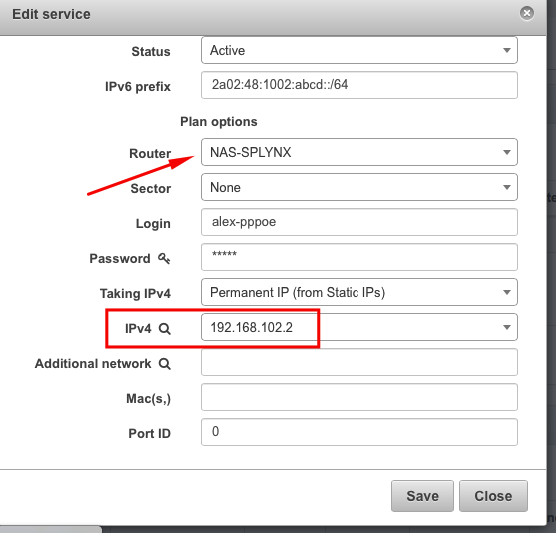 Edit service
Status Active
IPv6 prefix 2a02:48:1002:abcd::/64
Plan options
Router NAS-SPLYNX
Sector None
Login alex-pppoe
Password *****
Taking IPv4 Permanent IP (from Static IPs)
IPv4 192.168.102.2
Additional network
Mac(s,)
Port ID 0
Save Close